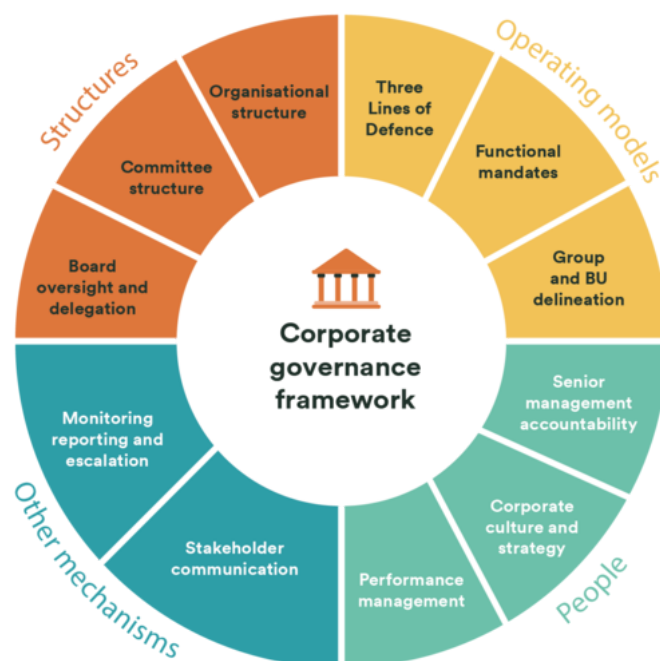 Structures
Operating models
Organisational
structure
Three
Lines of
Defence
Committee
structure
Functional
mandates
Board
oversight and
delegation
Group
and BU
delineation
Corporate
governance
framework
Monitoring
reporting and
escalation
Senior
management
accountability
Stakeholder
communication
Corporate
culture and
strategy
Performance
management
Other mechanisms
People